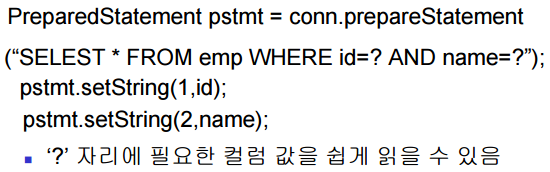 PreparedStatement pstmt = conn.prepareStatement
(“SELEST * FROM emp WHERE id=? AND name=?”);
pstmt.setString(1,id);
pstmt.setString(2,name);
▪ ‘?’ 자리에 필요한 컬럼 값을 쉽게 읽을 수 있음